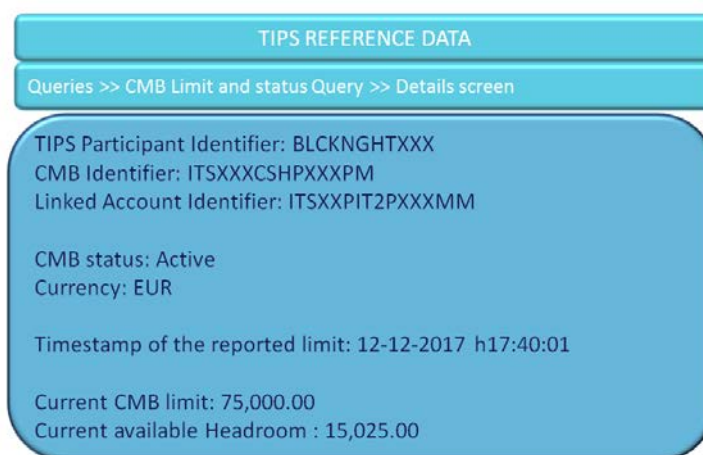 TIPS REFERENCE DATA
Queries >> CMB Limit and status Query >> Details screen
TIPS Participant Identifier: BLCKNGHTXXX
CMB Identifier: ITSXXXCSHPXXXPM
Linked Account Identifier: ITSXXPIT2PXXXMM
CMB status: Active
Currency: EUR
Timestamp of the reported limit: 12-12-2017 h17:40:01
Current CMB limit: 75,000.00
Current available Headroom : 15,025.00